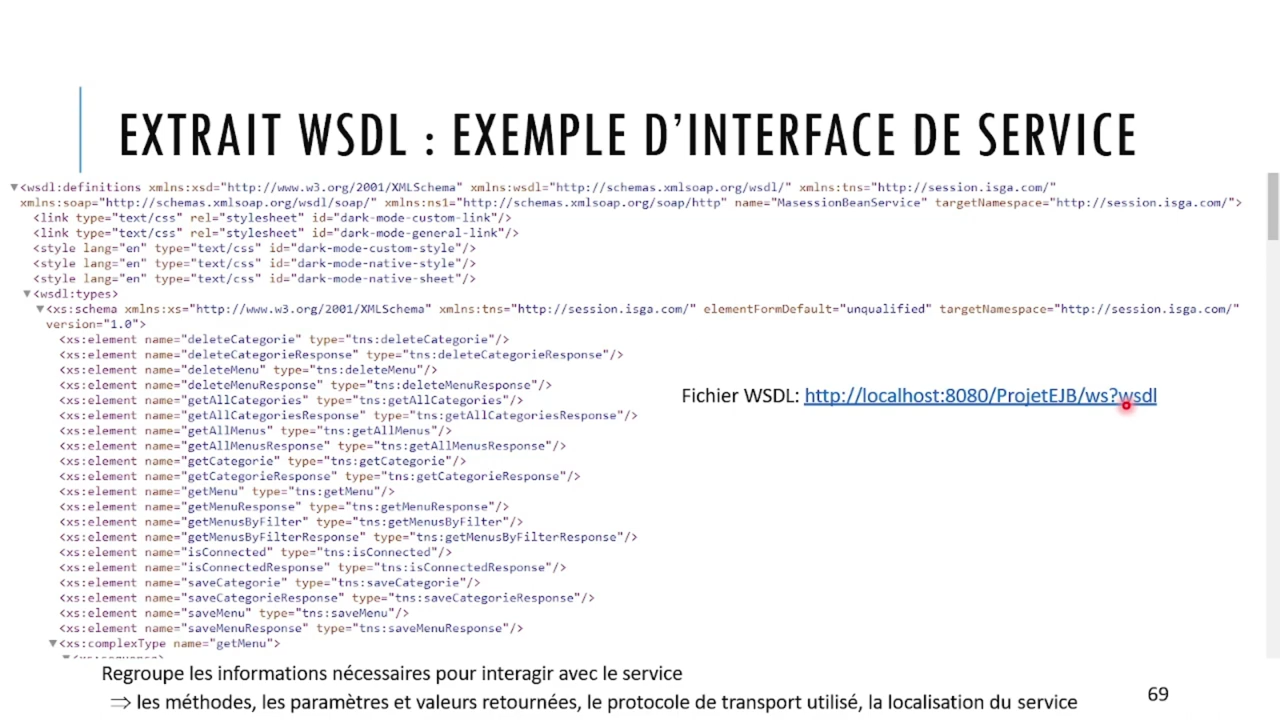 EXTRAIT WSDL : EXEMPLE D'INTERFACE DE SERVICE
▼<wsdl:definitions xmlns:xsd="http://www.w3.org/2001/XMLSchema" xmlns:wsdl="http://schemas.xmlsoap.org/wsdl/" xmlns:tns="http://session.isga.com/"
xmlns:soap="http://schemas.xmlsoap.org/wsdl/soap/" xmlns:ns1="http://schemas.xmlsoap.org/soap/http" name="MasessionBeanService" targetNamespace="http://session.isga.com/">
<link type="text/css" rel="stylesheet" id="dark-mode-custom-link"/>
<link type="text/css" rel="stylesheet" id="dark-mode-general-link"/>
<style lang="en" type="text/css" id="dark-mode-custom-style"/>
<style lang="en" type="text/css" id="dark-mode-native-style"/>
<style lang="en" type="text/css" id="dark-mode-native-sheet"/>
▼<wsdl:types>
▼<xs:schema xmlns:xs="http://www.w3.org/2001/XMLSchema" xmlns:tns="http://session.isga.com/" elementFormDefault="unqualified" targetNamespace="http://session.isga.com/"
version="1.0">
<xs:element name="deleteCategorie" type="tns:deleteCategorie"/>
<xs:element name="deleteCategorieResponse" type="tns:deleteCategorieResponse"/>
<xs:element name="deleteMenu" type="tns:deleteMenu"/>
<xs:element name="deleteMenuResponse" type="tns:deleteMenuResponse"/>
<xs:element name="getAllCategories" type="tns:getAllCategories"/>
<xs:element name="getAllCategoriesResponse" type="tns:getAllCategoriesResponse"/>
<xs:element name="getAllMenus" type="tns:getAllMenus"/>
<xs:element name="getAllMenusResponse" type="tns:getAllMenusResponse"/>
<xs:element name="getCategorie" type="tns:getCategorie"/>
<xs:element name="getCategorieResponse" type="tns:getCategorieResponse"/>
<xs:element name="getMenu" type="tns:getMenu"/>
<xs:element name="getMenuResponse" type="tns:getMenuResponse"/>
<xs:element name="getMenusByFilter" type="tns:getMenusByFilter"/>
<xs:element name="getMenusByFilterResponse" type="tns:getMenusByFilterResponse"/>
<xs:element name="isConnected" type="tns:isConnected"/>
<xs:element name="isConnectedResponse" type="tns:isConnectedResponse"/>
<xs:element name="saveCategorie" type="tns:saveCategorie"/>
<xs:element name="saveCategorieResponse" type="tns:saveCategorieResponse"/>
<xs:element name="saveMenu" type="tns:saveMenu"/>
<xs:element name="saveMenuResponse" type="tns:saveMenuResponse"/>
▼<xs:complexType name="getMenu">
Fichier WSDL: http://localhost:8080/ProjetEJB/ws?wsdl
Regroupe les informations nécessaires pour interagir avec le service
⇒ les méthodes, les paramètres et valeurs retournées, le protocole de transport utilisé, la localisation du service
69